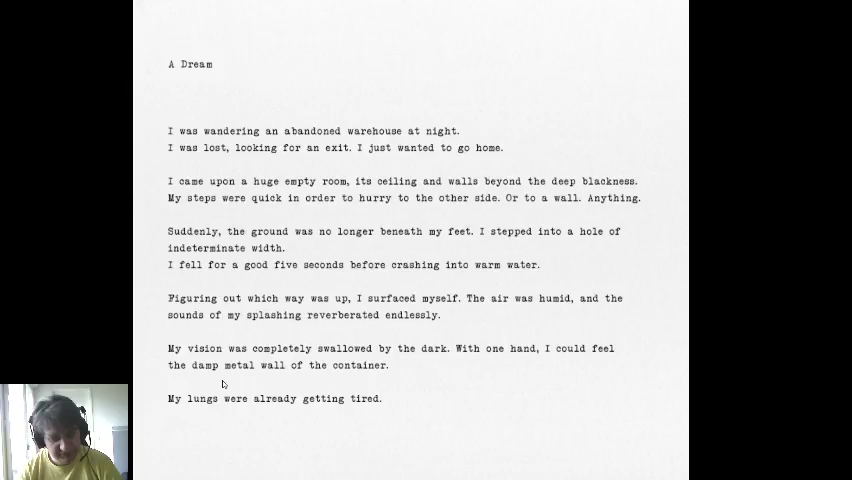 A Dream
I was wandering an abandoned warehouse at night.
I was lost, looking for an exit. I just wanted to go home.
I came upon a huge empty room, its ceiling and walls beyond the deep blackness.
My steps were quick in order to hurry to the other side. Or to a wall. Anything.
Suddenly, the ground was no longer beneath my feet. I stepped into a hole of
indeterminate width.
I fell for a good five seconds before crashing into warm water.
Figuring out which way was up, I surfaced myself. The air was humid, and the
sounds of my splashing reverberated endlessly.
My vision was completely swallowed by the dark. With one hand, I could feel
the damp metal wall of the container.
My lungs were already getting tired.